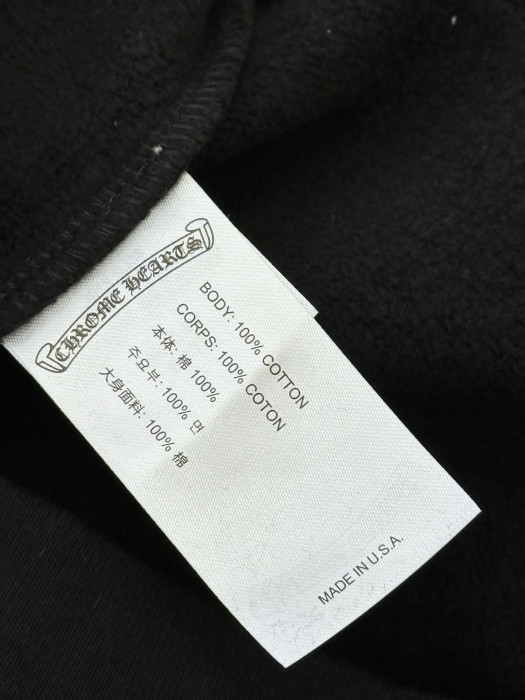 CHROME HEARTS
BODY: 100% COTTON
CORPS: 100% COTON
本体: 棉 100%
주요부: 100% 면
大身面料: 100% 棉
MADE IN U.S.A.